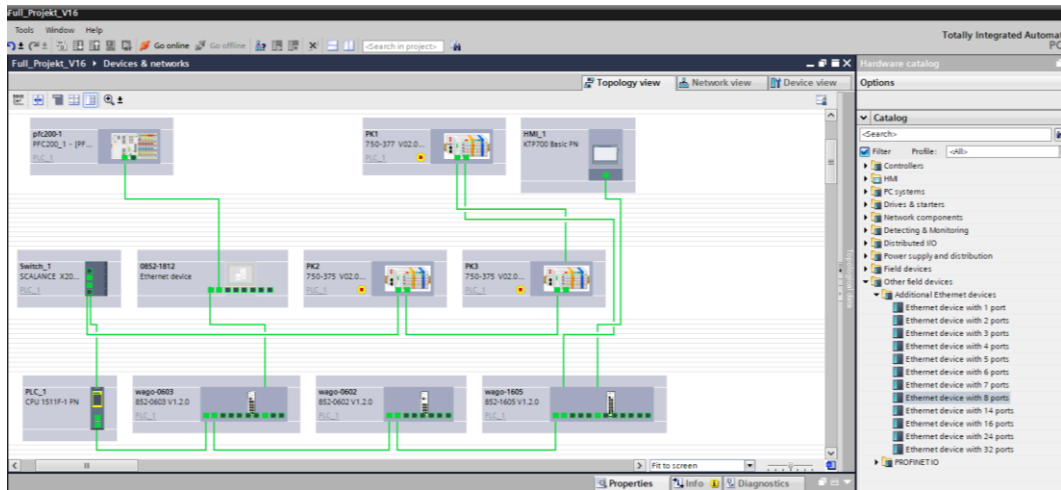 Full_Projekt_V16
Tools Window Help
Go online Go offline <Search in project>
Totally Integrated Automat
PO
Full_Projekt_V16 ▸ Devices & networks
Hardware catalog
Topology view Network view Device view
Options
Catalog
<Search>
Filter Profile: <All>
Controllers
HMI
PC systems
Drives & starters
Network components
Detecting & Monitoring
Distributed I/O
Power supply and distribution
Field devices
Other field devices
Additional Ethernet devices
Ethernet device with 1 port
Ethernet device with 2 ports
Ethernet device with 3 ports
Ethernet device with 4 ports
Ethernet device with 5 ports
Ethernet device with 6 ports
Ethernet device with 7 ports
Ethernet device with 8 ports
Ethernet device with 14 ports
Ethernet device with 16 ports
Ethernet device with 24 ports
Ethernet device with 32 ports
PROFINET IO
pfc200-1
PFC200_1 - [PF...
PLC_1
PK1
750-377 V02.0...
PLC_1
HMI_1
KTP700 Basic PN
Switch_1
SCALANCE X20...
PLC_1
0852-1812
Ethernet device
PK2
750-375 V02.0...
PLC_1
PK3
750-375 V02.0...
PLC_1
Topological data
PLC_1
CPU 1511F-1 PN
wago-0603
852-0603 V1.2.0
PLC_1
wago-0602
852-0602 V1.2.0
PLC_1
wago-1605
852-1605 V1.2.0
PLC_1
Fit to screen
Properties Info Diagnostics